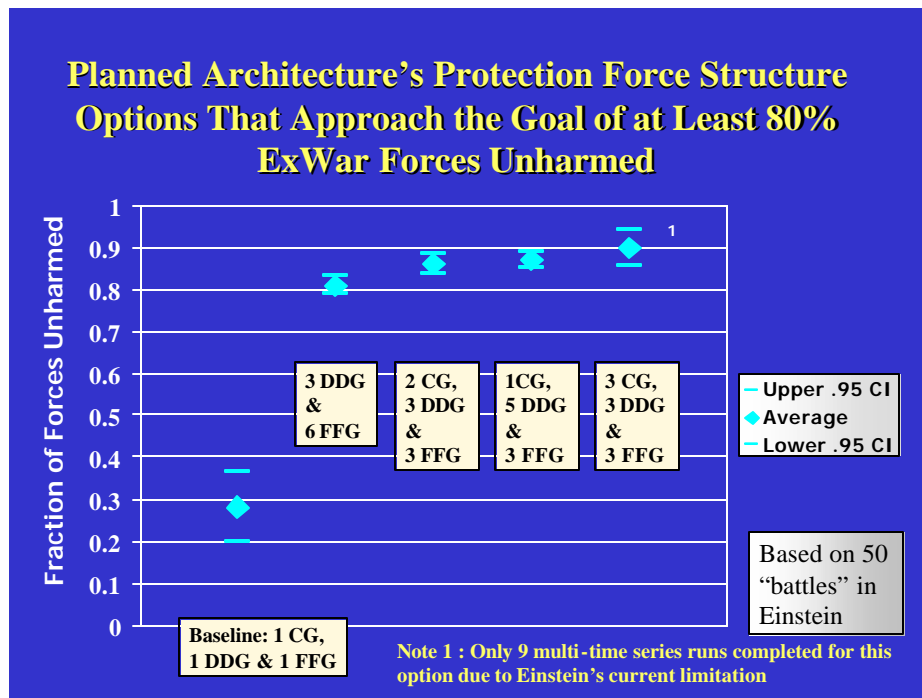 Planned Architecture's Protection Force Structure
Options That Approach the Goal of at Least 80%
ExWar Forces Unharmed
Fraction of Forces Unharmed
1
0.9
0.8
0.7
0.6
0.5
0.4
0.3
0.2
0.1
0
1
3 DDG
&
6 FFG
2 CG,
3 DDG
&
3 FFG
1CG,
5 DDG
&
3 FFG
3 CG,
3 DDG
&
3 FFG
Upper .95 CI
Average
Lower .95 CI
Based on 50
“battles” in
Einstein
Baseline: 1 CG,
1 DDG & 1 FFG
Note 1 : Only 9 multi-time series runs completed for this
option due to Einstein's current limitation